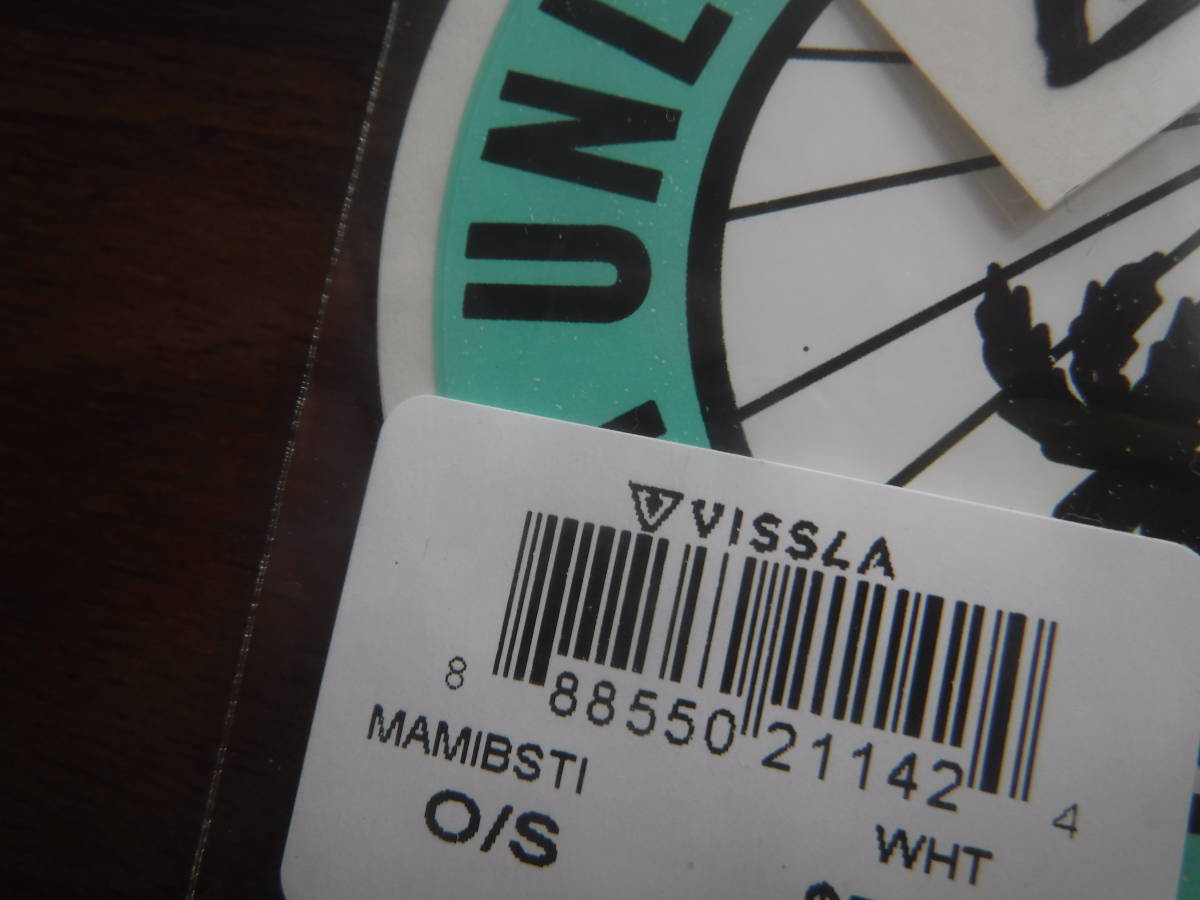 UNL
VISSLA
8 88550 21142 4
MAMIBSTI
O/S
WHT